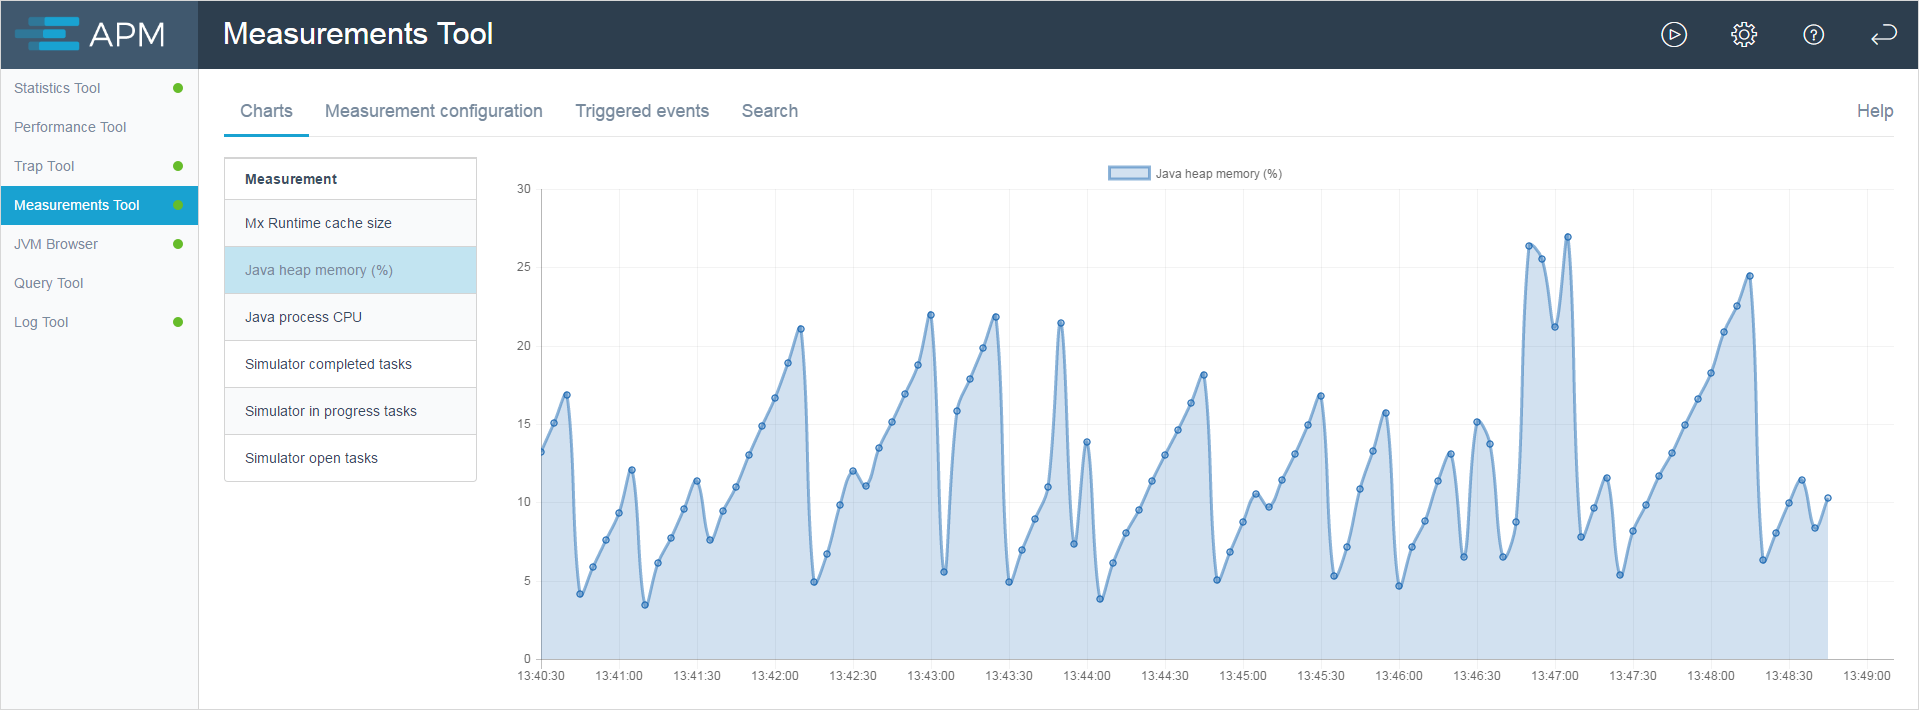 APM
Measurements Tool
Statistics Tool
Performance Tool
Trap Tool
Measurements Tool
JVM Browser
Query Tool
Log Tool
Charts Measurement configuration Triggered events Search Help
Measurement
Mx Runtime cache size
Java heap memory (%)
Java process CPU
Simulator completed tasks
Simulator in progress tasks
Simulator open tasks
Java heap memory (%)
30
25
20
15
10
5
0
13:40:30 13:41:00 13:41:30 13:42:00 13:42:30 13:43:00 13:43:30 13:44:00 13:44:30 13:45:00 13:45:30 13:46:00 13:46:30 13:47:00 13:47:30 13:48:00 13:48:30 13:49:00